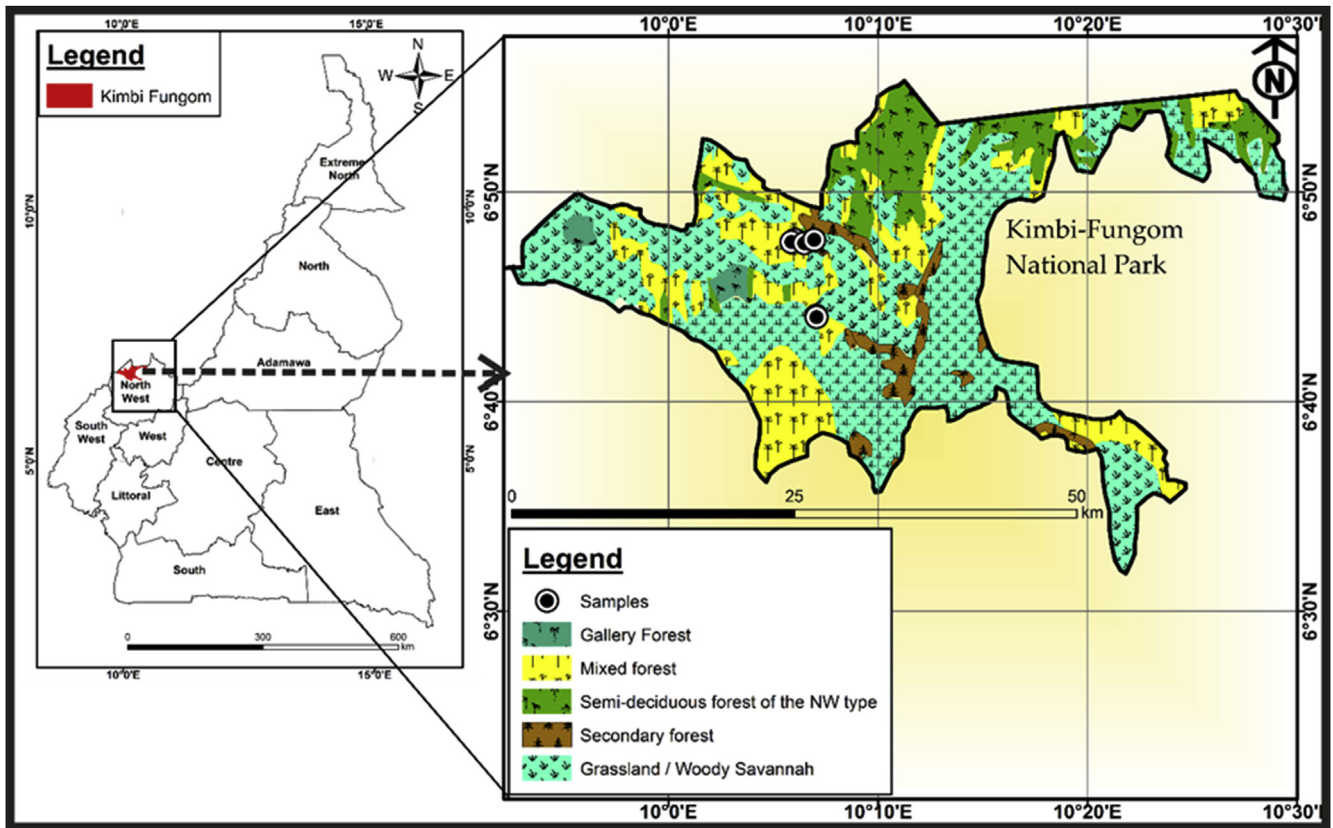 10°0'E 15°0'E
Legend
Kimbi Fungom
N
W E
S
Extreme
North
North
Adamawa
North
West
South
West
West
Centre
Littoral
East
South
10°0'N
5°0'N
10°0'N
5°0'N
0 300 600
km
10°0'E 15°0'E
10°0'E 10°10'E 10°20'E 10°30'E
N
6°50'N
6°40'N
6°30'N
Kimbi-Fungom
National Park
0 25 50
km
Legend
Samples
Gallery Forest
Mixed forest
Semi-deciduous forest of the NW type
Secondary forest
Grassland / Woody Savannah
6°50'N
6°40'N
6°30'N
10°0'E 10°10'E 10°20'E 10°30'E